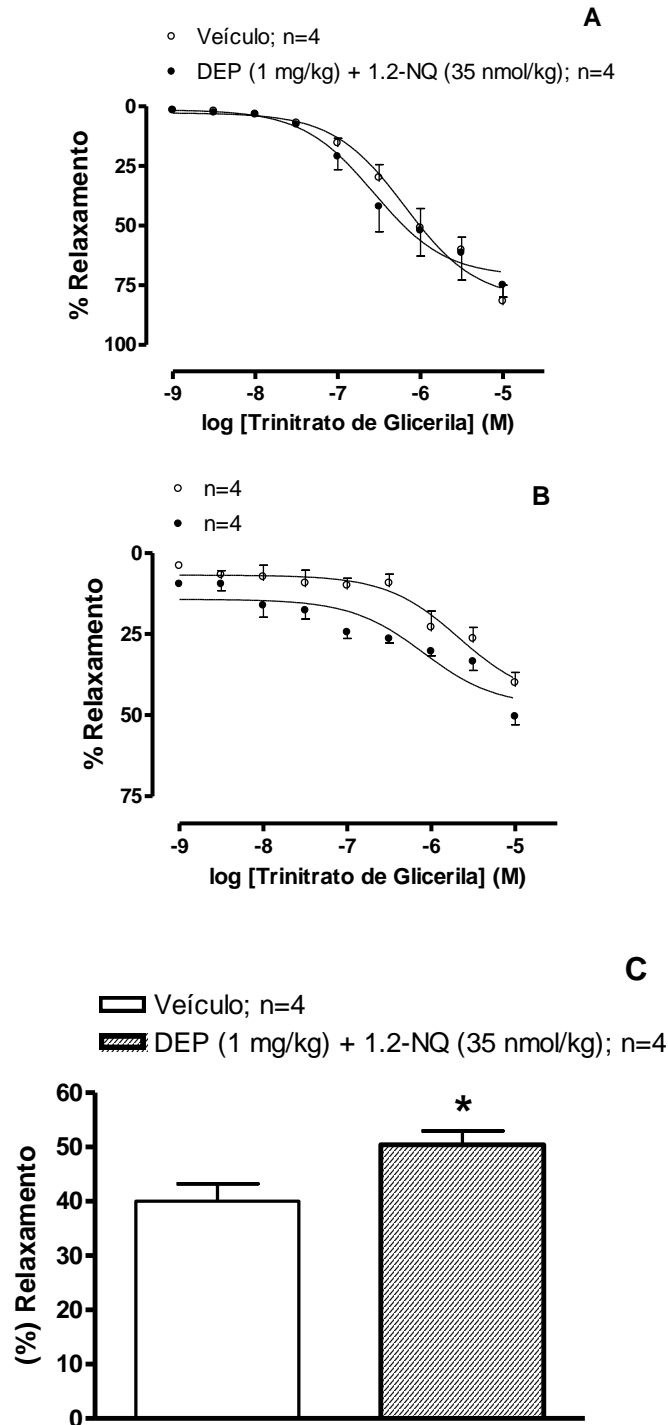 A
Veículo; n=4
DEP (1 mg/kg) + 1.2-NQ (35 nmol/kg); n=4
0
25
50
75
100
% Relaxamento
-9 -8 -7 -6 -5
log [Trinitrato de Glicerila] (M)
B
n=4
n=4
0
25
50
75
% Relaxamento
-9 -8 -7 -6 -5
log [Trinitrato de Glicerila] (M)
C
Veículo; n=4
DEP (1 mg/kg) + 1.2-NQ (35 nmol/kg); n=4
60
50
40
30
20
10
0
(%) Relaxamento
*